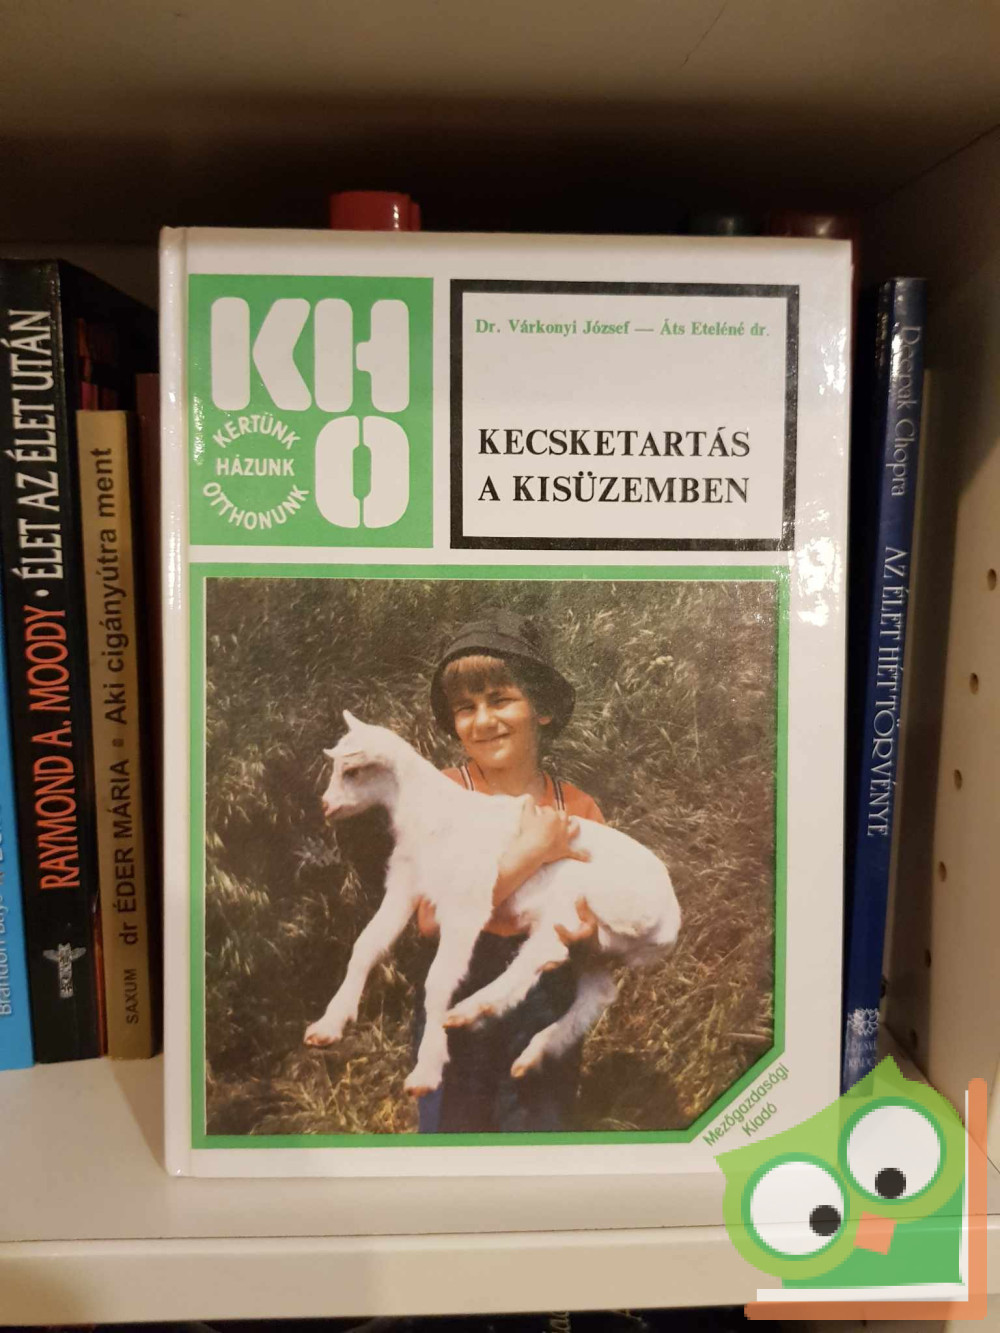 KHO
KERTÜNK
HÁZUNK
OTTHONUNK
Dr. Várkonyi József — Áts Eteléné dr.
KECSKETARTÁS
A KISÜZEMBEN
Mezőgazdasági
Kiadó
RAYMOND A. MOODY • ÉLET AZ ÉLET UTÁN
SAXUM dr ÉDER MÁRIA Aki cigányútra ment
Deepak Chopra AZ ÉLET HÉT TÖRVÉNYE